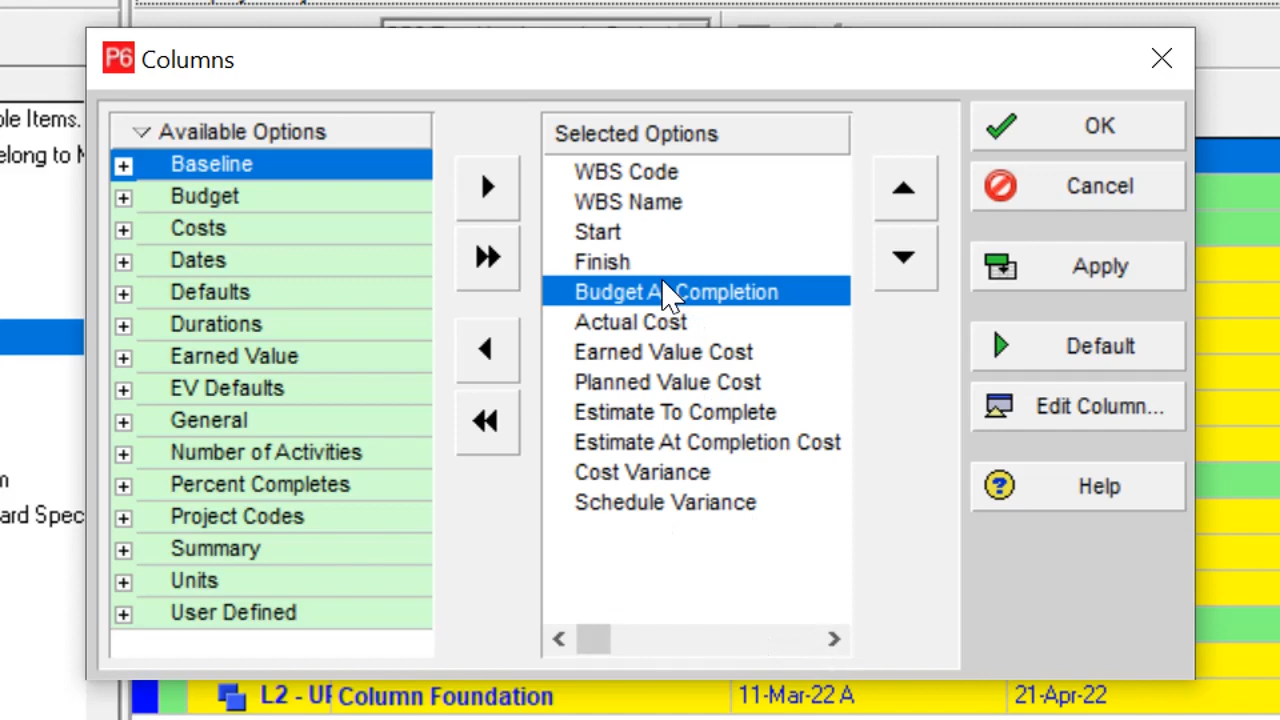 P6 Columns
ple Items.
elong to M
ard Spec
Available Options
Baseline
Budget
Costs
Dates
Defaults
Durations
Earned Value
EV Defaults
General
Number of Activities
Percent Completes
Project Codes
Summary
Units
User Defined
Selected Options
WBS Code
WBS Name
Start
Finish
Budget At Completion
Actual Cost
Earned Value Cost
Planned Value Cost
Estimate To Complete
Estimate At Completion Cost
Cost Variance
Schedule Variance
OK
Cancel
Apply
Default
Edit Column...
Help
L2 - UF Column Foundation 11-Mar-22 A 21-Apr-22